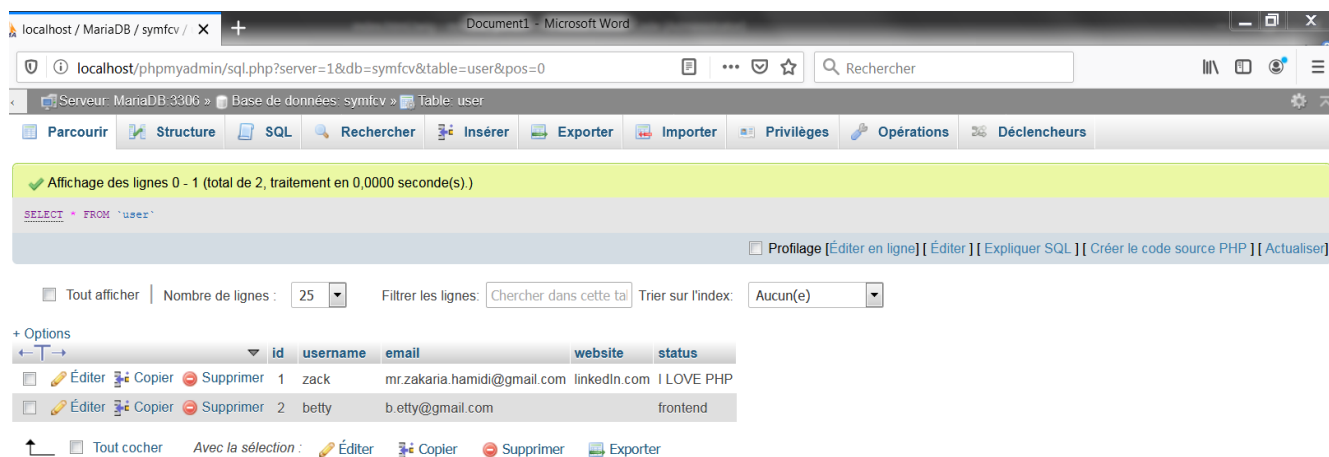 Document1 - Microsoft Word
localhost / MariaDB / symfcv /
localhost/phpmyadmin/sql.php?server=1&db=symfcv&table=user&pos=0 Rechercher
Serveur: MariaDB:3306 » Base de données: symfcv » Table: user
Parcourir Structure SQL Rechercher Insérer Exporter Importer Privilèges Opérations Déclencheurs
Affichage des lignes 0 - 1 (total de 2, traitement en 0,0000 seconde(s).)
SELECT * FROM `user`
Profilage [Éditer en ligne] [ Éditer ] [ Expliquer SQL ] [ Créer le code source PHP ] [ Actualiser]
Tout afficher Nombre de lignes : 25 Filtrer les lignes: Chercher dans cette tal Trier sur l'index: Aucun(e)
+ Options
id username email website status
Éditer Copier Supprimer 1 zack mr.zakaria.hamidi@gmail.com linkedIn.com I LOVE PHP
Éditer Copier Supprimer 2 betty b.etty@gmail.com frontend
Tout cocher Avec la sélection : Éditer Copier Supprimer Exporter